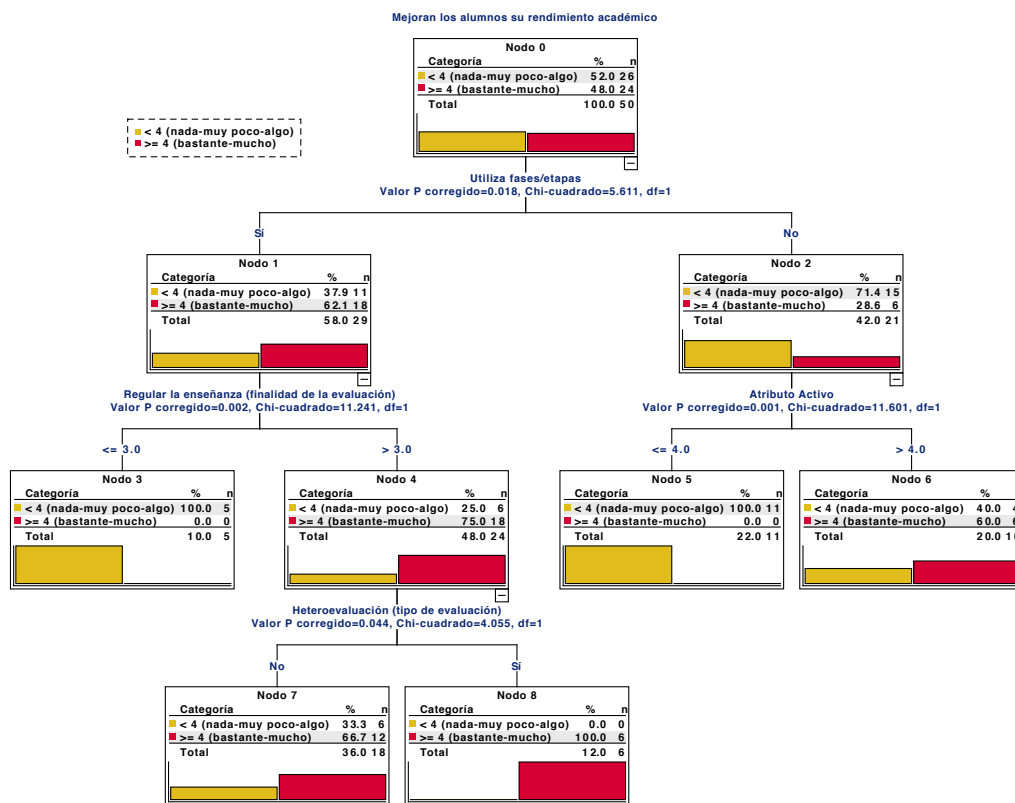 Mejoran los alumnos su rendimiento académico
Nodo 0
Categoría % n
< 4 (nada-muy poco-algo) 52.0 26
>= 4 (bastante-mucho) 48.0 24
Total 100.0 50
< 4 (nada-muy poco-algo)
>= 4 (bastante-mucho)
Utiliza fases/etapas
Valor P corregido=0.018, Chi-cuadrado=5.611, df=1
Sí
No
Nodo 1
Categoría % n
< 4 (nada-muy poco-algo) 37.9 11
>= 4 (bastante-mucho) 62.1 18
Total 58.0 29
Nodo 2
Categoría % n
< 4 (nada-muy poco-algo) 71.4 15
>= 4 (bastante-mucho) 28.6 6
Total 42.0 21
Regular la enseñanza (finalidad de la evaluación)
Valor P corregido=0.002, Chi-cuadrado=11.241, df=1
Atributo Activo
Valor P corregido=0.001, Chi-cuadrado=11.601, df=1
<= 3.0
> 3.0
<= 4.0
> 4.0
Nodo 3
Categoría % n
< 4 (nada-muy poco-algo) 100.0 5
>= 4 (bastante-mucho) 0.0 0
Total 10.0 5
Nodo 4
Categoría % n
< 4 (nada-muy poco-algo) 25.0 6
>= 4 (bastante-mucho) 75.0 18
Total 48.0 24
Nodo 5
Categoría % n
< 4 (nada-muy poco-algo) 100.0 11
>= 4 (bastante-mucho) 0.0 0
Total 22.0 11
Nodo 6
Categoría %
< 4 (nada-muy poco-algo) 40.0
>= 4 (bastante-mucho) 60.0
Total 20.0
Heteroevaluación (tipo de evaluación)
Valor P corregido=0.044, Chi-cuadrado=4.055, df=1
No
Sí
Nodo 7
Categoría % n
< 4 (nada-muy poco-algo) 33.3 6
>= 4 (bastante-mucho) 66.7 12
Total 36.0 18
Nodo 8
Categoría % n
< 4 (nada-muy poco-algo) 0.0 0
>= 4 (bastante-mucho) 100.0 6
Total 12.0 6